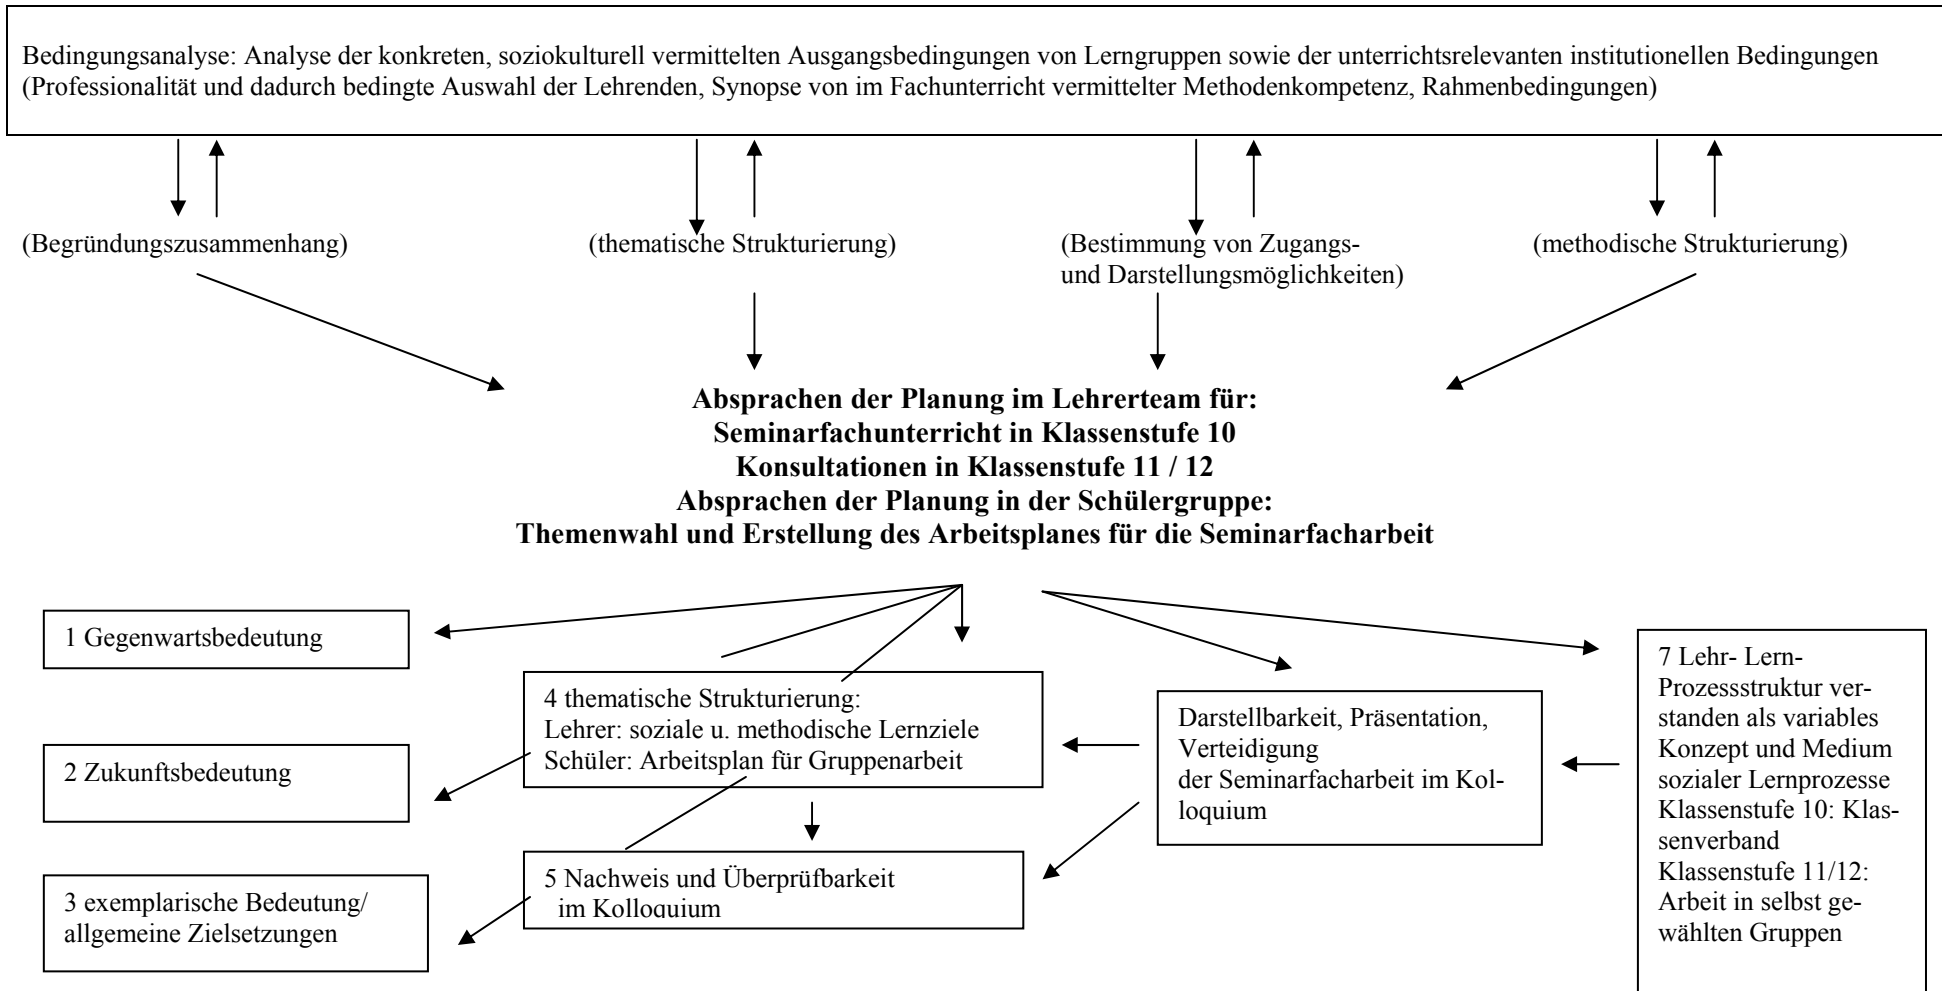 Bedingungsanalyse: Analyse der konkreten, soziokulturell vermittelten Ausgangsbedingungen von Lerngruppen sowie der unterrichtsrelevanten institutionellen Bedingungen
(Professionalität und dadurch bedingte Auswahl der Lehrenden, Synopse von im Fachunterricht vermittelter Methodenkompetenz, Rahmenbedingungen)
(Begründungszusammenhang)
(thematische Strukturierung)
(Bestimmung von Zugangs-
und Darstellungsmöglichkeiten)
(methodische Strukturierung)
Absprachen der Planung im Lehrerteam für:
Seminarfachunterricht in Klassenstufe 10
Konsultationen in Klassenstufe 11 / 12
Absprachen der Planung in der Schülergruppe:
Themenwahl und Erstellung des Arbeitsplanes für die Seminarfacharbeit
1 Gegenwartsbedeutung
2 Zukunftsbedeutung
3 exemplarische Bedeutung/
allgemeine Zielsetzungen
4 thematische Strukturierung:
Lehrer: soziale u. methodische Lernziele
Schüler: Arbeitsplan für Gruppenarbeit
5 Nachweis und Überprüfbarkeit
im Kolloquium
Darstellbarkeit, Präsentation,
Verteidigung
der Seminarfacharbeit im Kol-
loquium
7 Lehr- Lern-
Prozessstruktur ver-
standen als variables
Konzept und Medium
sozialer Lernprozesse
Klassenstufe 10: Klas-
senverband
Klassenstufe 11/12:
Arbeit in selbst ge-
wählten Gruppen